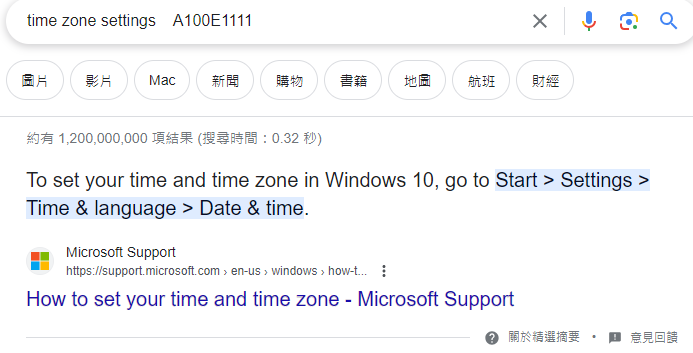 time zone settings A100E1111
圖片 影片 Mac 新聞 購物 書籍 地圖 航班 財經
約有 1,200,000,000 項結果 (搜尋時間：0.32 秒)
To set your time and time zone in Windows 10, go to Start > Settings >
Time & language > Date & time.
Microsoft Support
https://support.microsoft.com › en-us › windows › how-t...
How to set your time and time zone - Microsoft Support
關於精選摘要 • 意見回饋